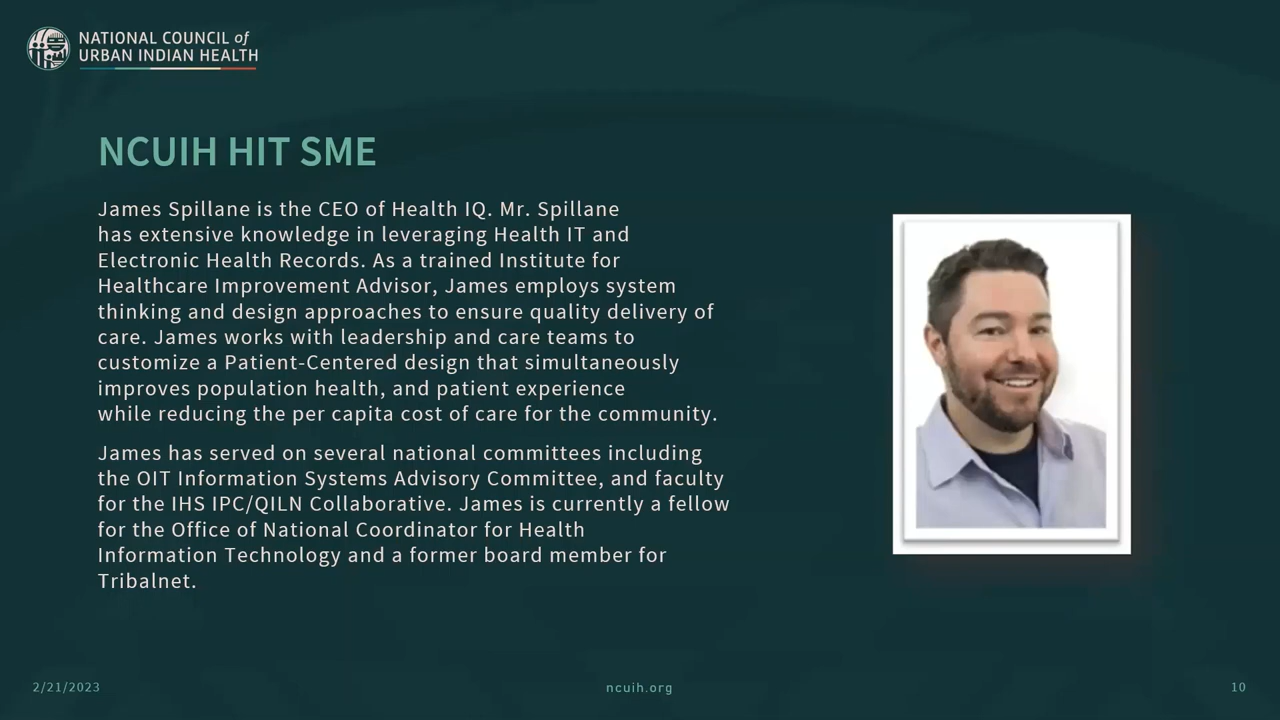 NATIONAL COUNCIL of
URBAN INDIAN HEALTH
NCUIH HIT SME
James Spillane is the CEO of Health IQ. Mr. Spillane
has extensive knowledge in leveraging Health IT and
Electronic Health Records. As a trained Institute for
Healthcare Improvement Advisor, James employs system
thinking and design approaches to ensure quality delivery of
care. James works with leadership and care teams to
customize a Patient-Centered design that simultaneously
improves population health, and patient experience
while reducing the per capita cost of care for the community.
James has served on several national committees including
the OIT Information Systems Advisory Committee, and faculty
for the IHS IPC/QILN Collaborative. James is currently a fellow
for the Office of National Coordinator for Health
Information Technology and a former board member for
Tribalnet.
2/21/2023
ncuih.org
10